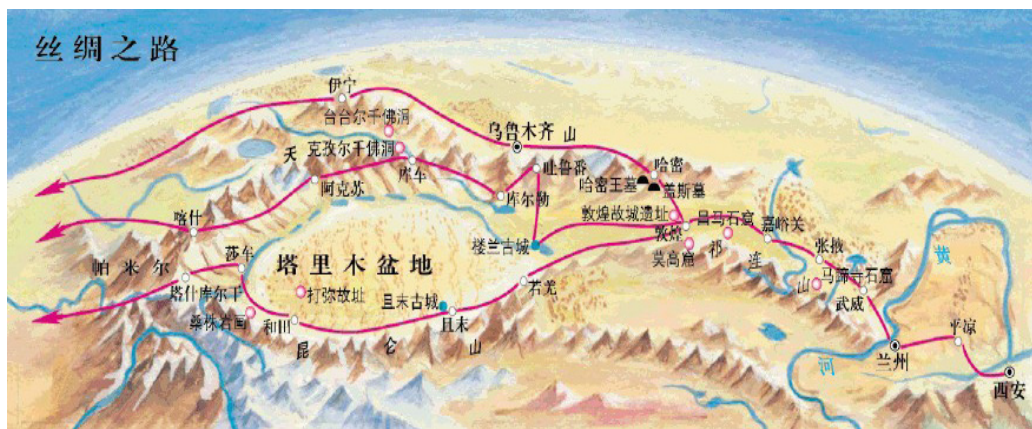 丝绸之路
伊宁
台台尔千佛洞
乌鲁木齐
山
天
克孜尔千佛洞
库车
吐鲁番
哈密
哈密王墓
盖斯墓
阿克苏
库尔勒
敦煌故城遗址
昌马石窟
嘉峪关
喀什
敦煌
祁
楼兰古城
莫高窟
连
张掖
黄
帕米尔
莎车
塔里木盆地
马蹄寺石窟
山
塔什库尔干
打弥故址
且末古城
若羌
武威
桑株岩画
和田
昆
仑
山
且末
平凉
兰州
河
西安